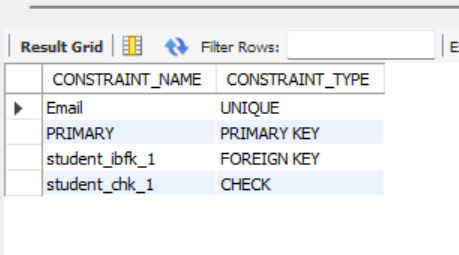 Result Grid Filter Rows: E
CONSTRAINT_NAME CONSTRAINT_TYPE
Email UNIQUE
PRIMARY PRIMARY KEY
student_ibfk_1 FOREIGN KEY
student_chk_1 CHECK